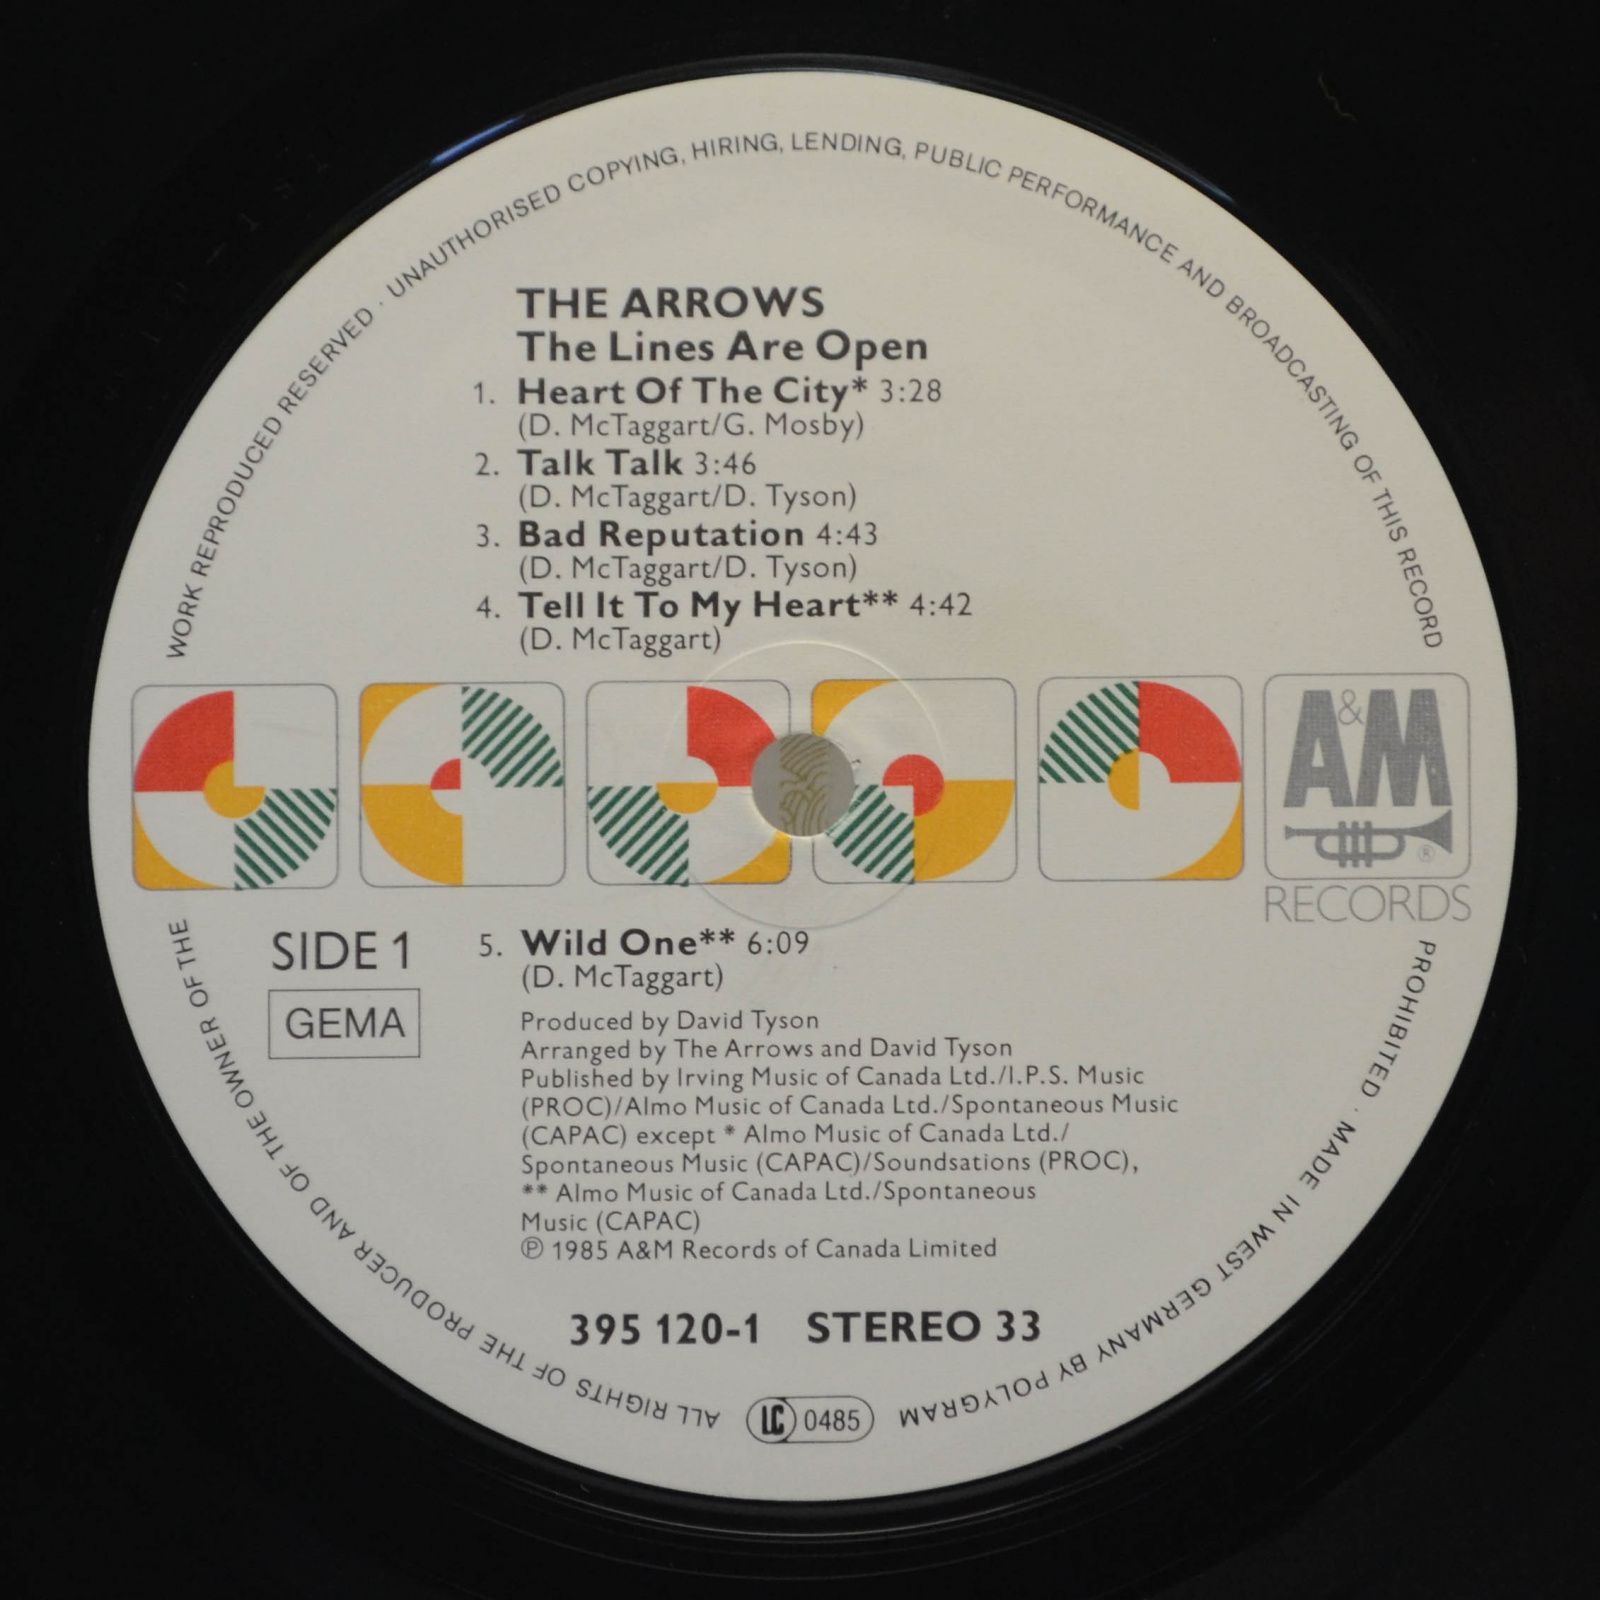 ALL RIGHTS OF THE PRODUCER AND OF THE OWNER OF THE WORK REPRODUCED RESERVED · UNAUTHORISED COPYING, HIRING, LENDING, PUBLIC PERFORMANCE AND BROADCASTING OF THIS RECORD PROHIBITED · MADE IN WEST GERMANY BY POLYGRAM
THE ARROWS
The Lines Are Open
1. Heart Of The City* 3:28
(D. McTaggart/G. Mosby)
2. Talk Talk 3:46
(D. McTaggart/D. Tyson)
3. Bad Reputation 4:43
(D. McTaggart/D. Tyson)
4. Tell It To My Heart** 4:42
(D. McTaggart)
A&M
®
RECORDS
SIDE 1
GEMA
5. Wild One** 6:09
(D. McTaggart)
Produced by David Tyson
Arranged by The Arrows and David Tyson
Published by Irving Music of Canada Ltd./I.P.S. Music
(PROC)/Almo Music of Canada Ltd./Spontaneous Music
(CAPAC) except * Almo Music of Canada Ltd./
Spontaneous Music (CAPAC)/Soundsations (PROC),
** Almo Music of Canada Ltd./Spontaneous
Music (CAPAC)
℗ 1985 A&M Records of Canada Limited
395 120-1 STEREO 33
LC 0485